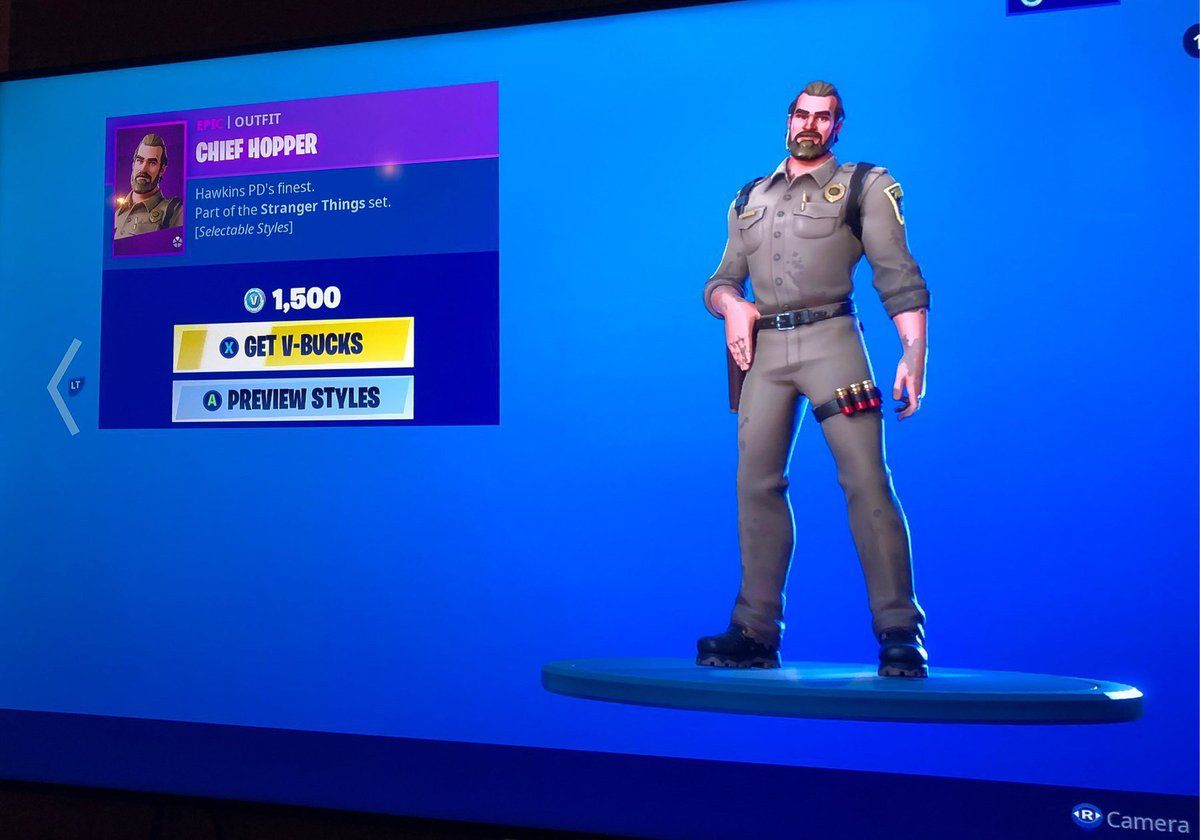 EPIC | OUTFIT
CHIEF HOPPER
Hawkins PD's finest.
Part of the Stranger Things set.
[Selectable Styles]
V 1,500
X GET V-BUCKS
A PREVIEW STYLES
LT
R Camera